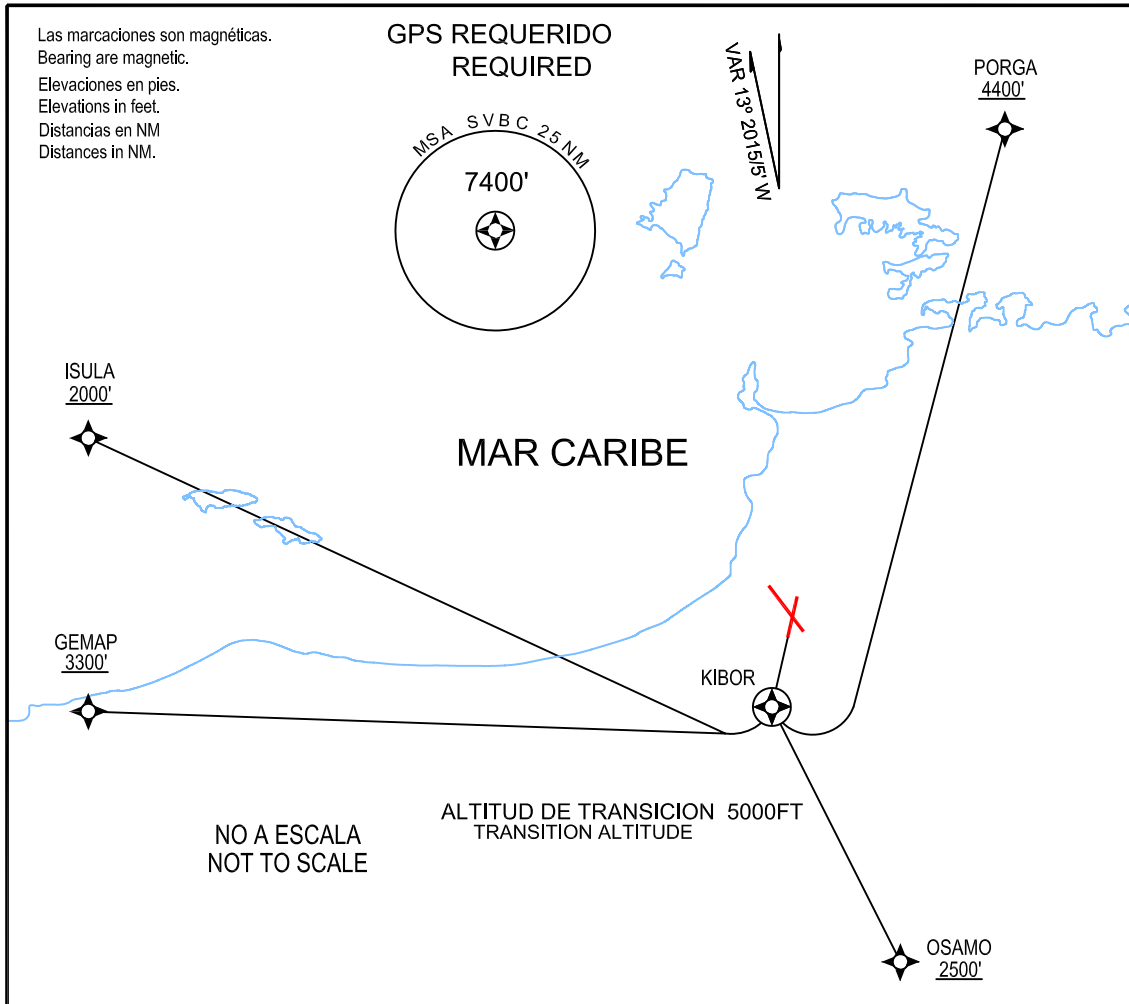 Las marcaciones son magnéticas.
Bearing are magnetic.
Elevaciones en pies.
Elevations in feet.
Distancias en NM
Distances in NM.
GPS REQUERIDO
REQUIRED
MSA SVBC 25 NM
7400'
VAR 13º 2015/5' W
PORGA
4400'
ISULA
2000'
MAR CARIBE
GEMAP
3300'
KIBOR
ALTITUD DE TRANSICION 5000FT
TRANSITION ALTITUDE
NO A ESCALA
NOT TO SCALE
OSAMO
2500'